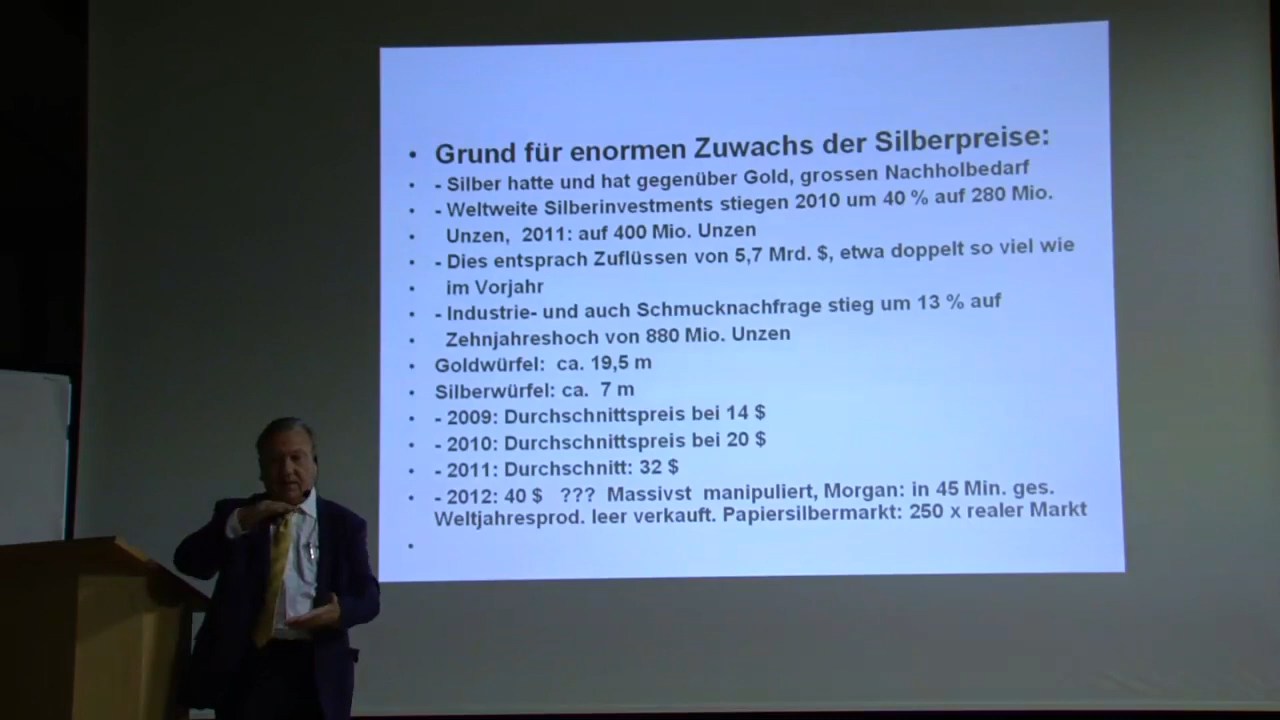 • Grund für enormen Zuwachs der Silberpreise:
• - Silber hatte und hat gegenüber Gold, grossen Nachholbedarf
• - Weltweite Silberinvestments stiegen 2010 um 40 % auf 280 Mio.
• Unzen, 2011: auf 400 Mio. Unzen
• - Dies entsprach Zuflüssen von 5,7 Mrd. $, etwa doppelt so viel wie
• im Vorjahr
• - Industrie- und auch Schmucknachfrage stieg um 13 % auf
• Zehnjahreshoch von 880 Mio. Unzen
• Goldwürfel: ca. 19,5 m
• Silberwürfel: ca. 7 m
• - 2009: Durchschnittspreis bei 14 $
• - 2010: Durchschnittspreis bei 20 $
• - 2011: Durchschnitt: 32 $
• - 2012: 40 $ ??? Massivst manipuliert, Morgan: in 45 Min. ges.
Weltjahresprod. leer verkauft. Papiersilbermarkt: 250 x realer Markt
•